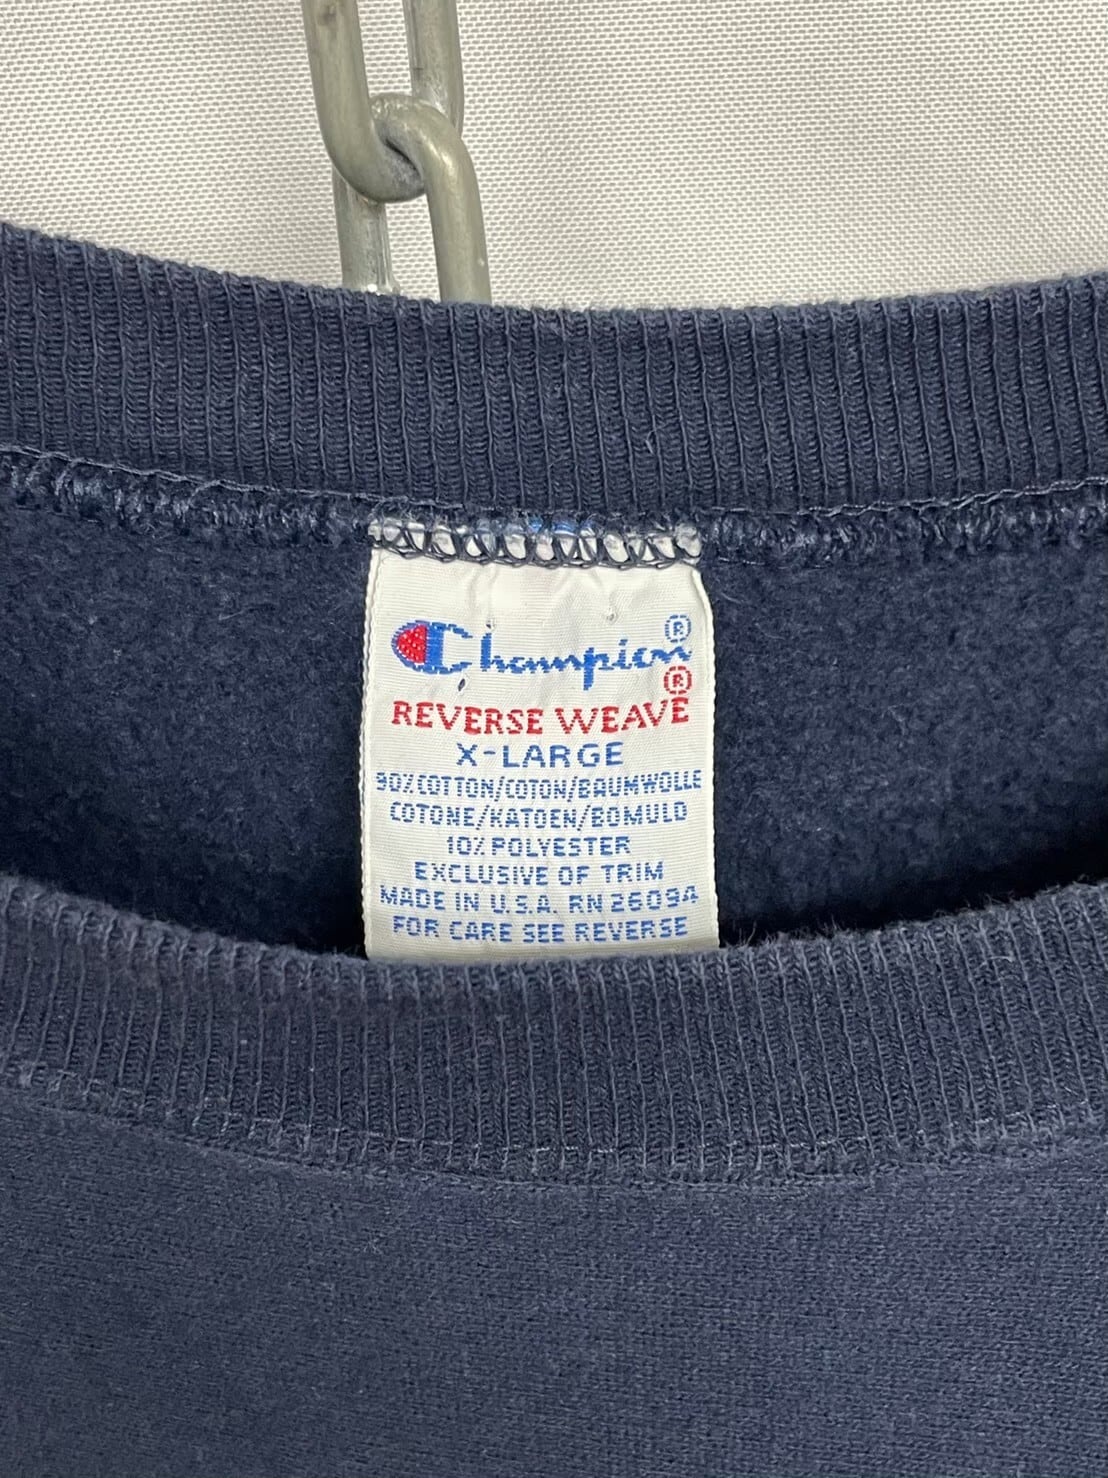 Champion®
REVERSE WEAVE®
X-LARGE
90% COTTON/COTON/BAUMWOLLE
COTONE/KATOEN/BOMULD
10% POLYESTER
EXCLUSIVE OF TRIM
MADE IN U.S.A. RN 26094
FOR CARE SEE REVERSE